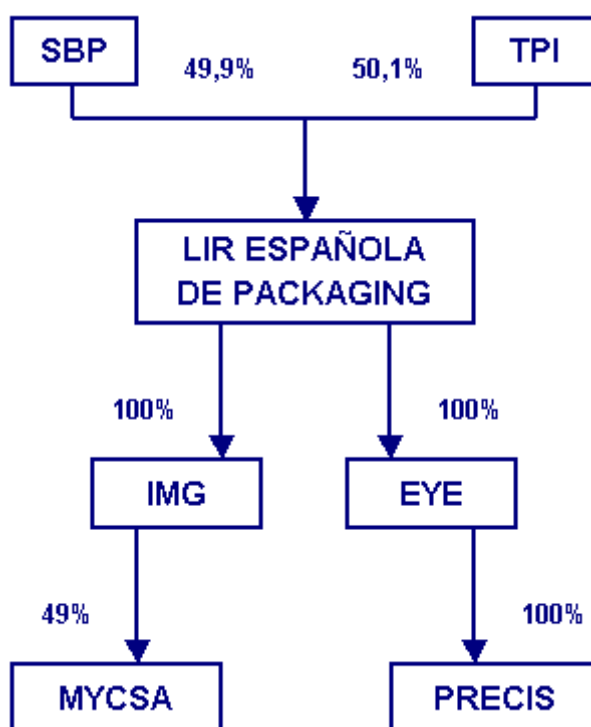 SBP
TPI
49,9%
50,1%
LIR ESPAÑOLA
DE PACKAGING
100%
100%
IMG
EYE
49%
100%
MYCSA
PRECIS